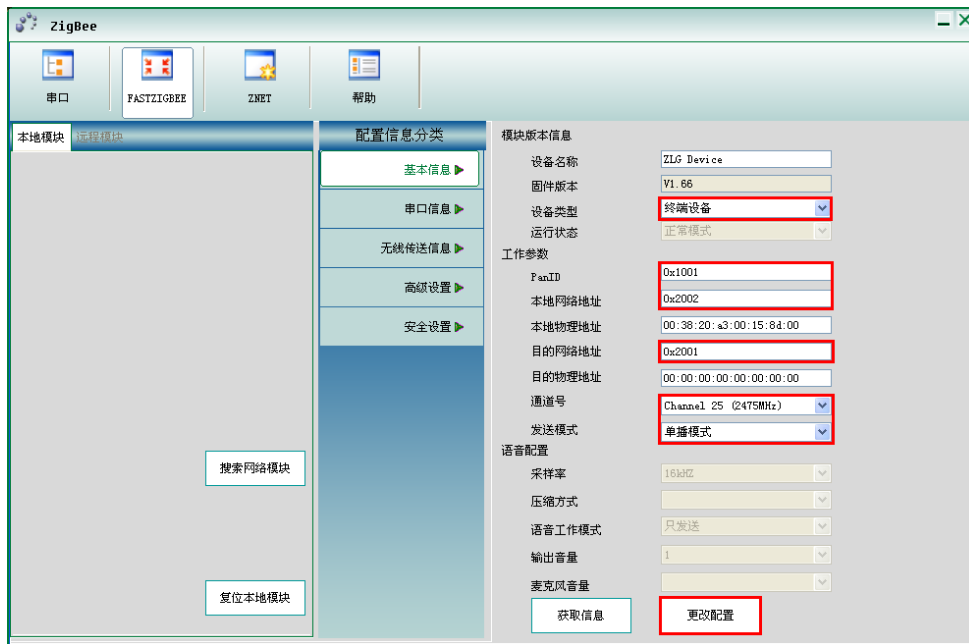 ZigBee
串口
FASTZIGBEE
ZNET
帮助
本地模块 远程模块
搜索网络模块
复位本地模块
配置信息分类
基本信息
串口信息
无线传送信息
高级设置
安全设置
模块版本信息
设备名称 ZLG Device
固件版本 V1.66
设备类型 终端设备
运行状态 正常模式
工作参数
PanID 0x1001
本地网络地址 0x2002
本地物理地址 00:38:20:a3:00:15:8d:00
目的网络地址 0x2001
目的物理地址 00:00:00:00:00:00:00:00
通道号 Channel 25 (2475MHz)
发送模式 单播模式
语音配置
采样率 16kHZ
压缩方式
语音工作模式 只发送
输出音量 1
麦克风音量
获取信息 更改配置